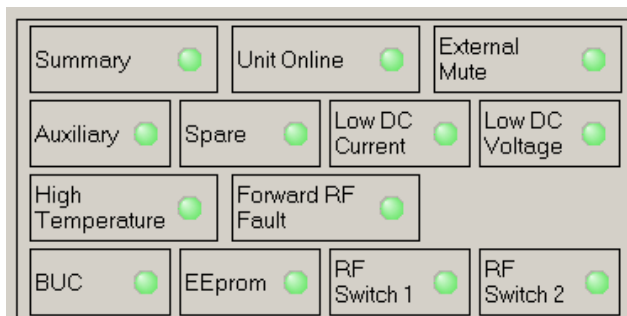 Summary
Unit Online
External
Mute
Auxiliary
Spare
Low DC
Current
Low DC
Voltage
High
Temperature
Forward RF
Fault
BUC
EEprom
RF
Switch 1
RF
Switch 2